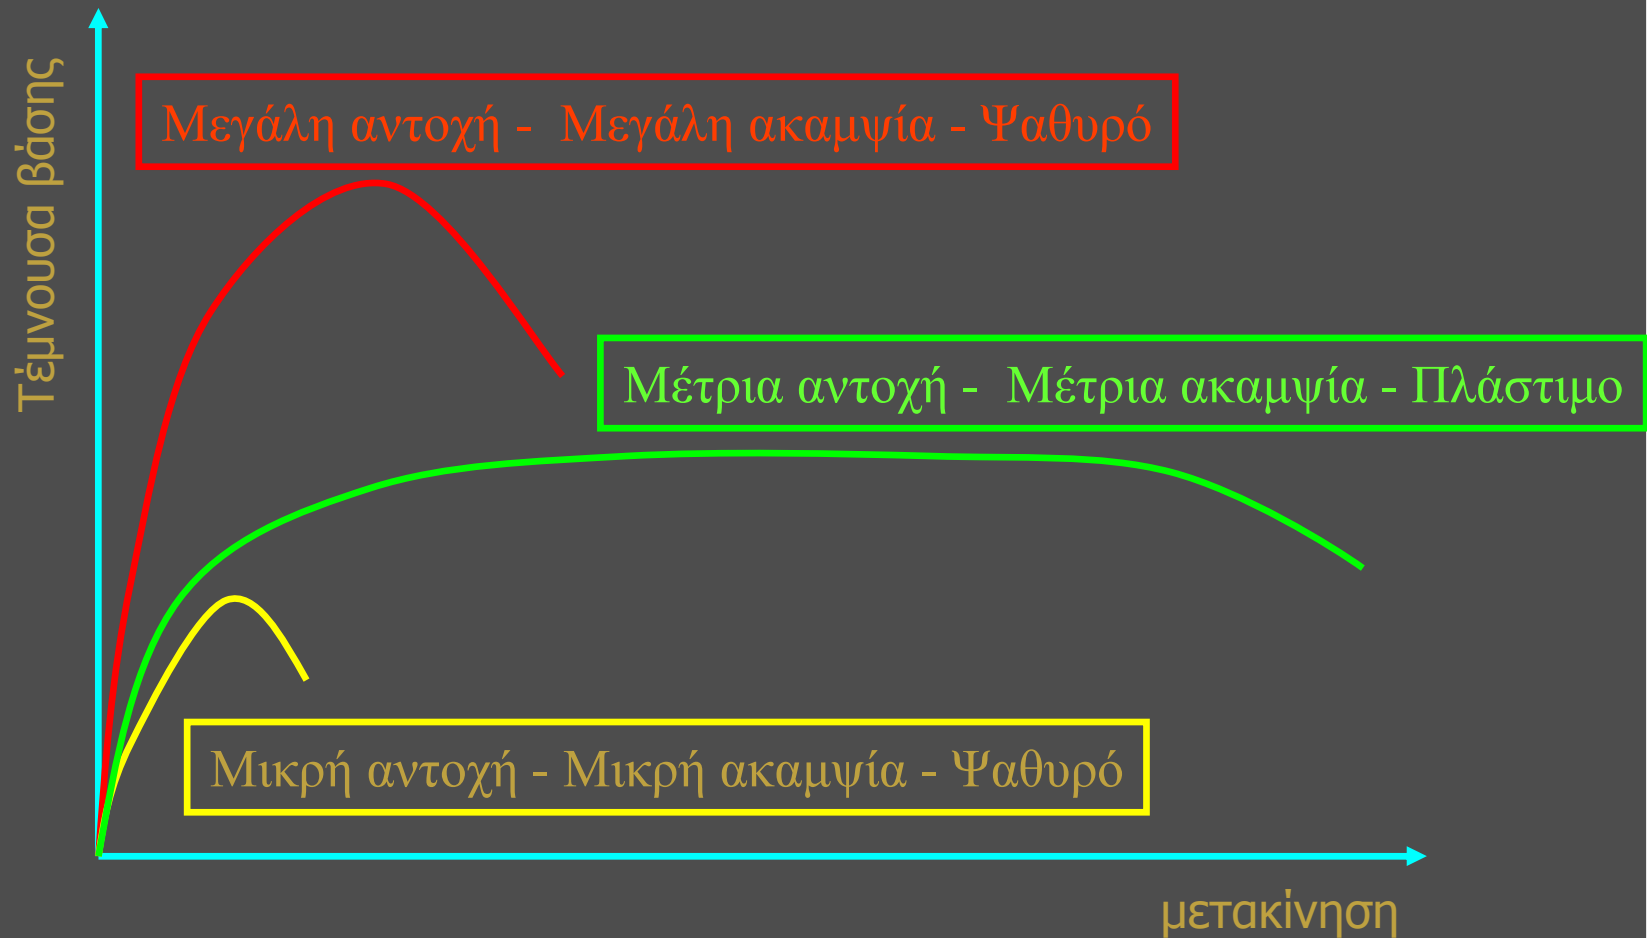 Τέμνουσα βάσης
Μεγάλη αντοχή - Μεγάλη ακαμψία - Ψαθυρό
Μέτρια αντοχή - Μέτρια ακαμψία - Πλάστιμο
Μικρή αντοχή - Μικρή ακαμψία - Ψαθυρό
μετακίνηση